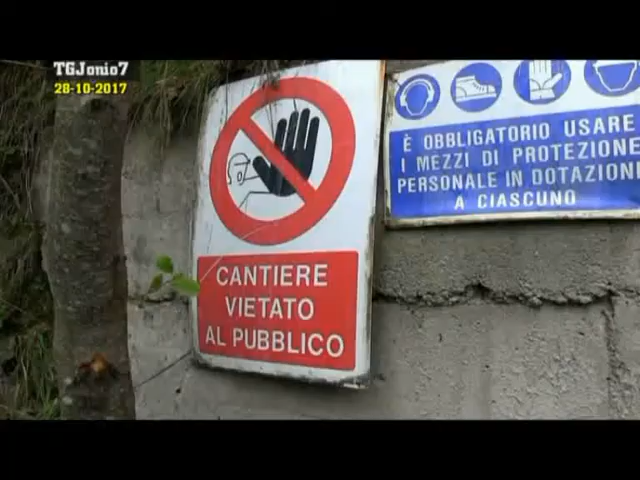 TGJonio7
28-10-2017
CANTIERE
VIETATO
AL PUBBLICO
È OBBLIGATORIO USARE
I MEZZI DI PROTEZIONE
PERSONALE IN DOTAZIONE
A CIASCUNO